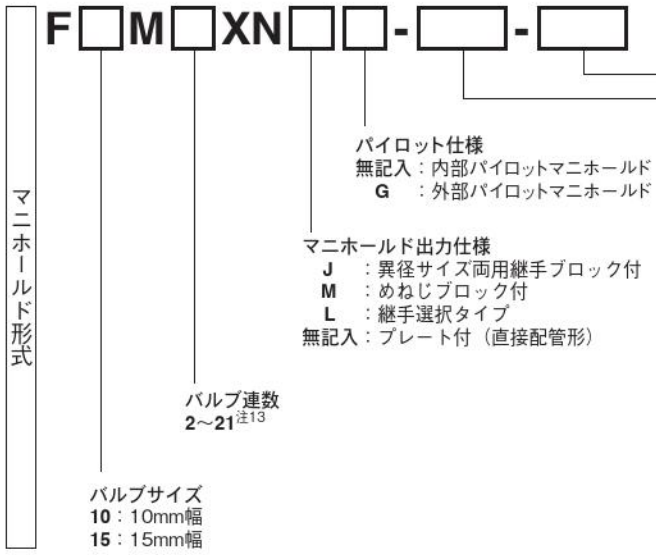 F□M□XN□□-□-□
パイロット仕様
無記入：内部パイロットマニホールド
G ：外部パイロットマニホールド
マニホールド出力仕様
J ：異径サイズ両用継手ブロック付
M ：めねじブロック付
L ：継手選択タイプ
無記入：プレート付（直接配管形）
マニホールド形式
バルブ連数
2～21注13
バルブサイズ
10：10mm幅
15：15mm幅